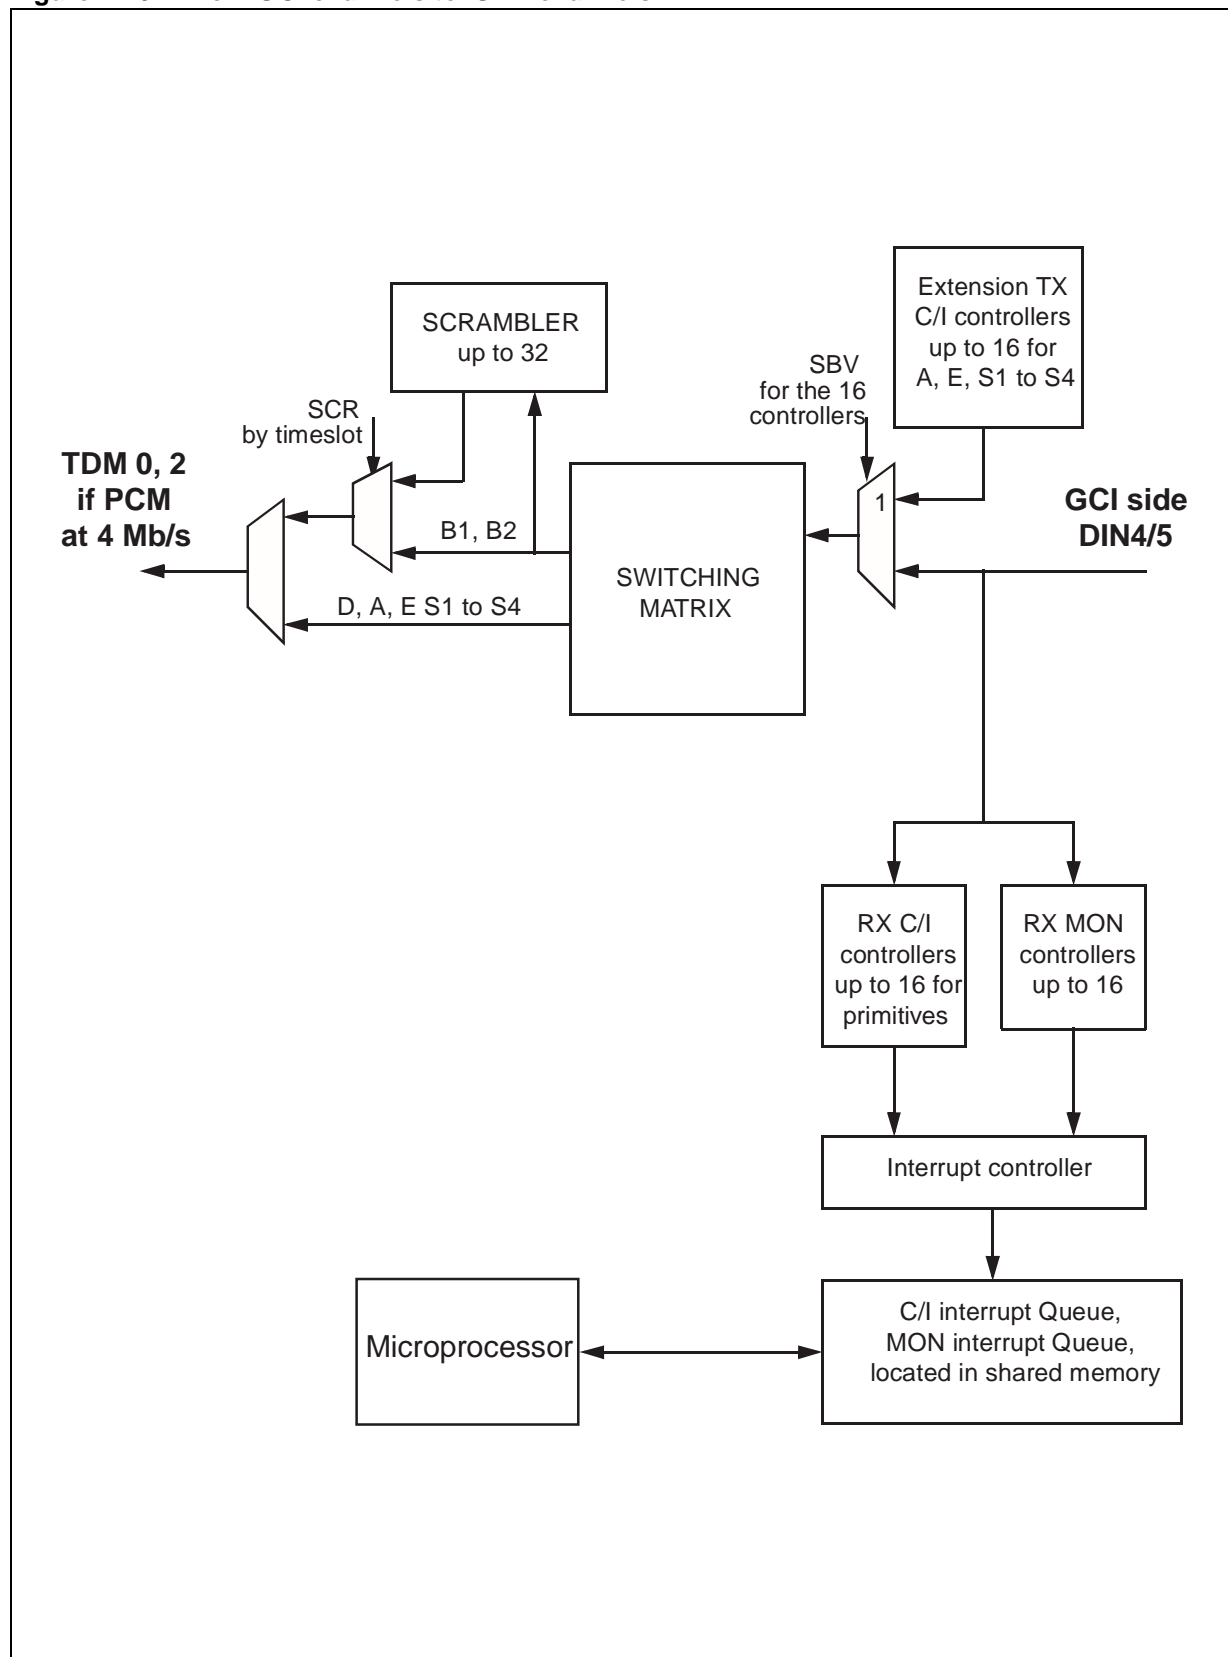 Extension TX
C/I controllers
up to 16 for
A, E, S1 to S4
SCRAMBLER
up to 32
SBV
for the 16
controllers
SCR
by timeslot
TDM 0, 2
if PCM
at 4 Mb/s
1
GCI side
DIN4/5
B1, B2
SWITCHING
MATRIX
D, A, E S1 to S4
RX C/I
controllers
up to 16 for
primitives
RX MON
controllers
up to 16
Interrupt controller
Microprocessor
C/I interrupt Queue,
MON interrupt Queue,
located in shared memory